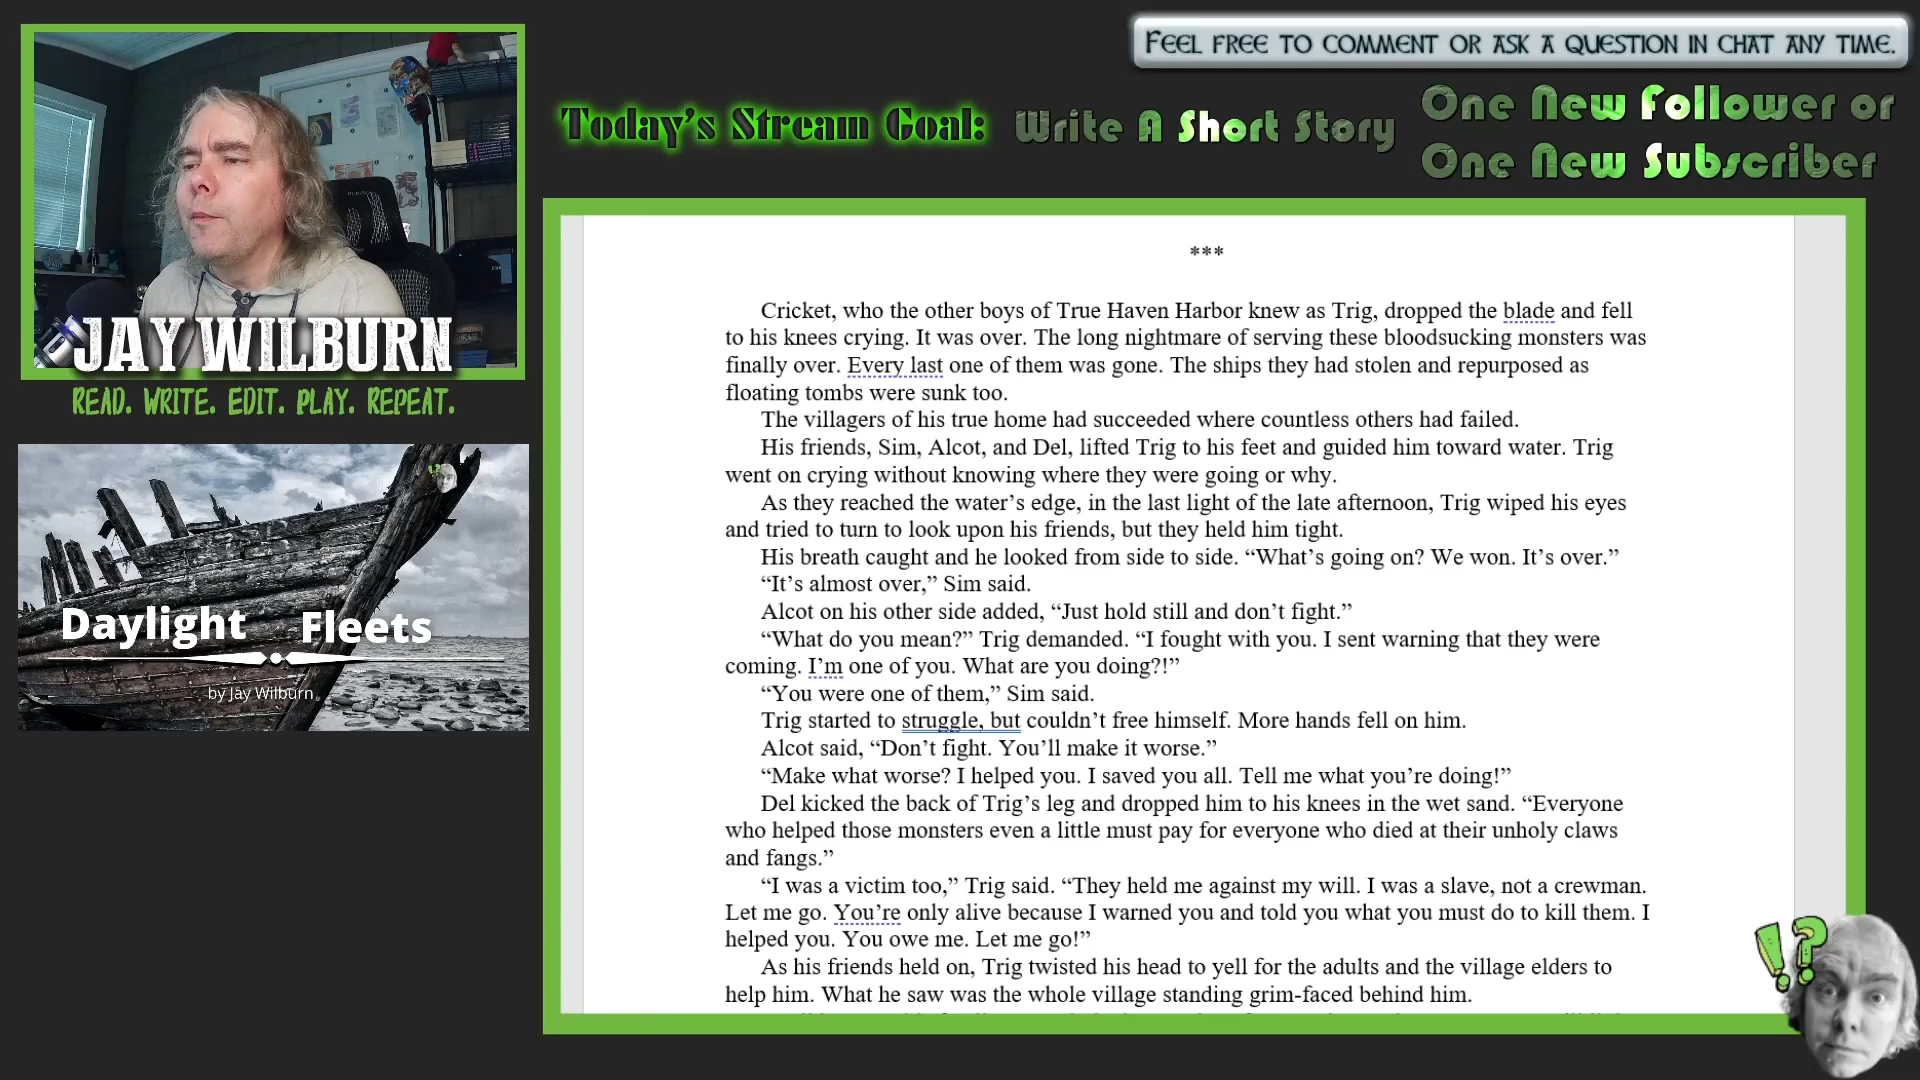 FEEL FREE TO COMMENT OR ASK A QUESTION IN CHAT ANY TIME.
Today's Stream Goal:
Write A Short Story
One New Follower or
One New Subscriber
JAY WILBURN
READ. WRITE. EDIT. PLAY. REPEAT.
Daylight Fleets
by Jay Wilburn
***
Cricket, who the other boys of True Haven Harbor knew as Trig, dropped the blade and fell
to his knees crying. It was over. The long nightmare of serving these bloodsucking monsters was
finally over. Every last one of them was gone. The ships they had stolen and repurposed as
floating tombs were sunk too.
The villagers of his true home had succeeded where countless others had failed.
His friends, Sim, Alcot, and Del, lifted Trig to his feet and guided him toward water. Trig
went on crying without knowing where they were going or why.
As they reached the water’s edge, in the last light of the late afternoon, Trig wiped his eyes
and tried to turn to look upon his friends, but they held him tight.
His breath caught and he looked from side to side. “What’s going on? We won. It’s over.”
“It’s almost over,” Sim said.
Alcot on his other side added, “Just hold still and don’t fight.”
“What do you mean?” Trig demanded. “I fought with you. I sent warning that they were
coming. I’m one of you. What are you doing?!”
“You were one of them,” Sim said.
Trig started to struggle, but couldn’t free himself. More hands fell on him.
Alcot said, “Don’t fight. You’ll make it worse.”
“Make what worse? I helped you. I saved you all. Tell me what you’re doing!”
Del kicked the back of Trig’s leg and dropped him to his knees in the wet sand. “Everyone
who helped those monsters even a little must pay for everyone who died at their unholy claws
and fangs.”
“I was a victim too,” Trig said. “They held me against my will. I was a slave, not a crewman.
Let me go. You’re only alive because I warned you and told you what you must do to kill them. I
helped you. You owe me. Let me go!”
As his friends held on, Trig twisted his head to yell for the adults and the village elders to
help him. What he saw was the whole village standing grim-faced behind him.
!?